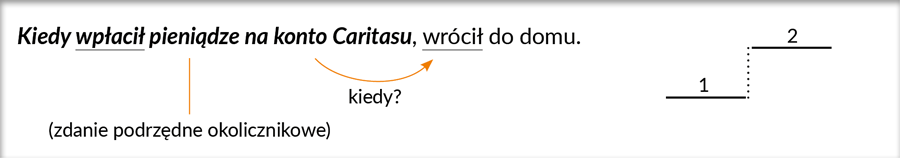 Kiedy wpłacił pieniądze na konto Caritasu, wrócił do domu.
2
1
kiedy?
(zdanie podrzędne okolicznikowe)